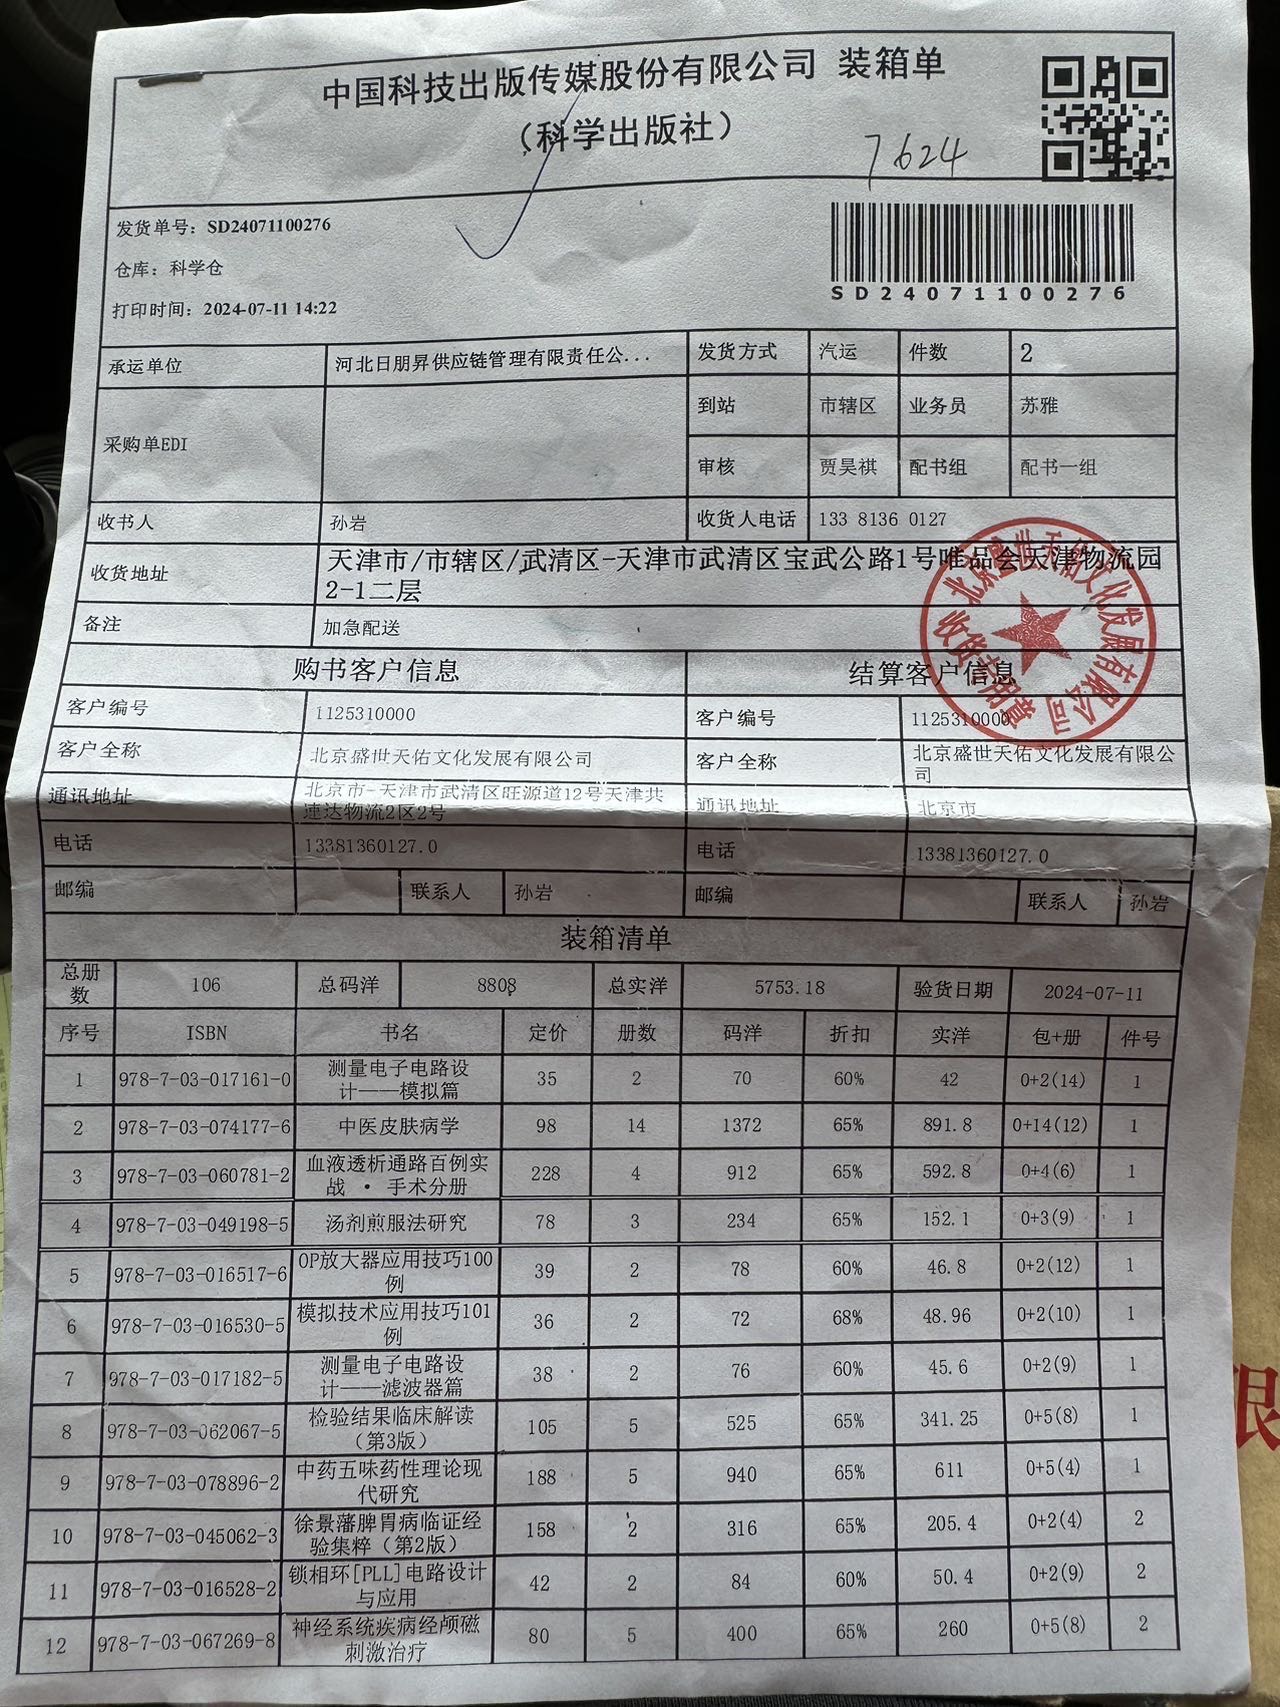 中国科技出版传媒股份有限公司 装箱单
（科学出版社）
7624
发货单号：SD24071100276
仓库：科学仓
打印时间：2024-07-11 14:22
SD24071100276
承运单位 河北日朋昇供应链管理有限责任公... 发货方式 汽运 件数 2
采购单EDI 到站 市辖区 业务员 苏雅
审核 贾昊祺 配书组 配书一组
收书人 孙岩 收货人电话 133 8136 0127
收货地址 天津市/市辖区/武清区-天津市武清区宝武公路1号唯品会天津物流园
2-1二层
备注 加急配送
北京盛世天佑文化发展有限公司
收货专用章
购书客户信息 结算客户信息
客户编号 1125310000 客户编号 1125310000
客户全称 北京盛世天佑文化发展有限公司 客户全称 北京盛世天佑文化发展有限公
司
通讯地址 北京市-天津市武清区旺源道12号天津共
速达物流2区2号 通讯地址 北京市
电话 13381360127.0 电话 13381360127.0
邮编 联系人 孙岩 邮编 联系人 孙岩
装箱清单
总册
数 106 总码洋 8808 总实洋 5753.18 验货日期 2024-07-11
序号 ISBN 书名 定价 册数 码洋 折扣 实洋 包+册 件号
1 978-7-03-017161-0 测量电子电路设
计——模拟篇 35 2 70 60% 42 0+2(14) 1
2 978-7-03-074177-6 中医皮肤病学 98 14 1372 65% 891.8 0+14(12) 1
3 978-7-03-060781-2 血液透析通路百例实
战 · 手术分册 228 4 912 65% 592.8 0+4(6) 1
4 978-7-03-049198-5 汤剂煎服法研究 78 3 234 65% 152.1 0+3(9) 1
5 978-7-03-016517-6 OP放大器应用技巧100
例 39 2 78 60% 46.8 0+2(12) 1
6 978-7-03-016530-5 模拟技术应用技巧101
例 36 2 72 68% 48.96 0+2(10) 1
7 978-7-03-017182-5 测量电子电路设
计——滤波器篇 38 2 76 60% 45.6 0+2(9) 1
8 978-7-03-062067-5 检验结果临床解读
（第3版） 105 5 525 65% 341.25 0+5(8) 1
9 978-7-03-078896-2 中药五味药性理论现
代研究 188 5 940 65% 611 0+5(4) 1
10 978-7-03-045062-3 徐景藩脾胃病临证经
验集粹（第2版） 158 2 316 65% 205.4 0+2(4) 2
11 978-7-03-016528-2 锁相环[PLL]电路设计
与应用 42 2 84 60% 50.4 0+2(9) 2
12 978-7-03-067269-8 神经系统疾病经颅磁
刺激治疗 80 5 400 65% 260 0+5(8) 2
限